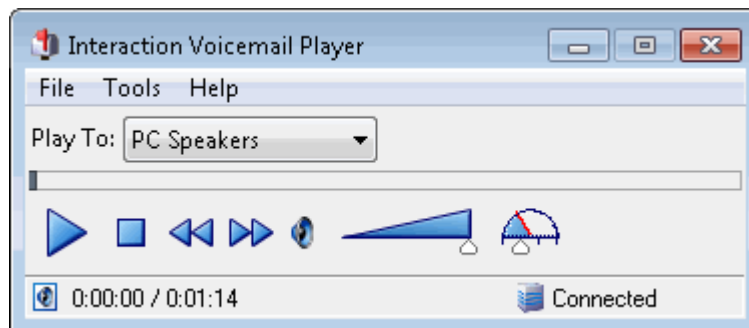 Interaction Voicemail Player
File Tools Help
Play To: PC Speakers
0:00:00 / 0:01:14 Connected